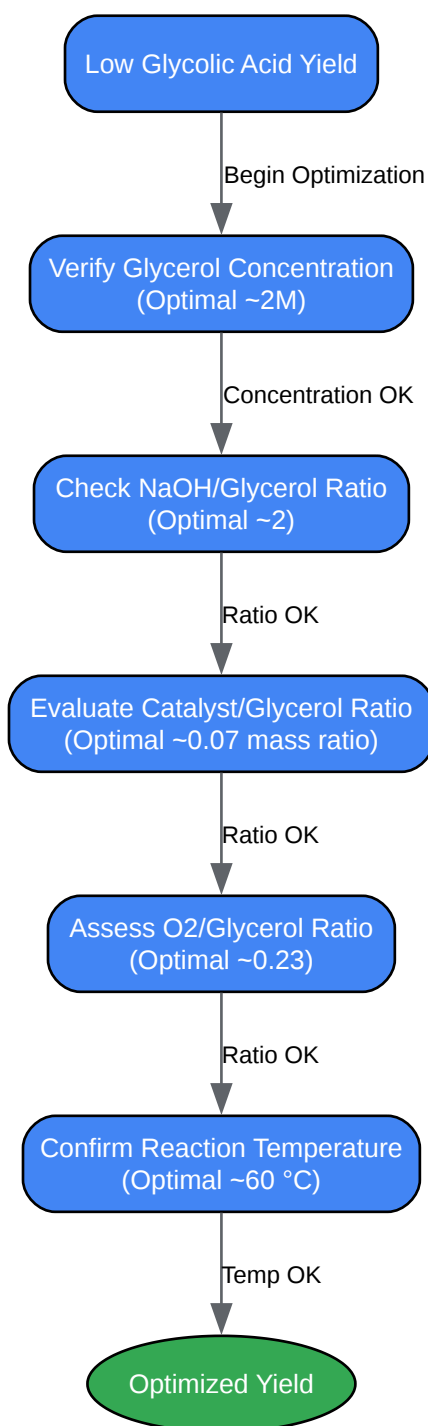 Low Glycolic Acid Yield
Begin Optimization
Verify Glycerol Concentration
(Optimal ~2M)
Concentration OK
Check NaOH/Glycerol Ratio
(Optimal ~2)
Ratio OK
Evaluate Catalyst/Glycerol Ratio
(Optimal ~0.07 mass ratio)
Ratio OK
Assess O2/Glycerol Ratio
(Optimal ~0.23)
Ratio OK
Confirm Reaction Temperature
(Optimal ~60 °C)
Temp OK
Optimized Yield